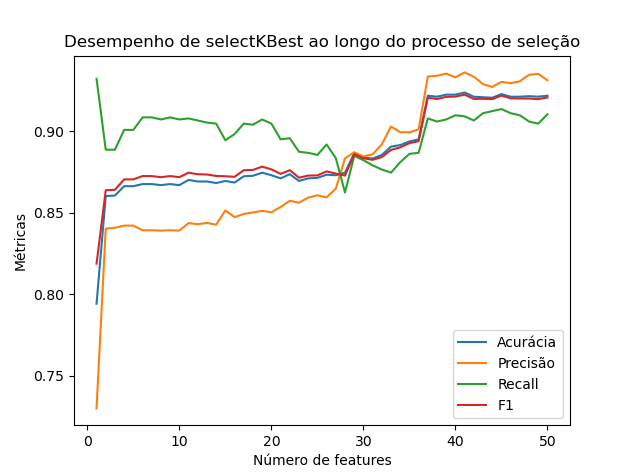 Desempenho de selectKBest ao longo do processo de seleção
0.90
0.85
0.80
0.75
Métricas
0
10
20
30
40
50
Número de features
Acurácia
Precisão
Recall
F1